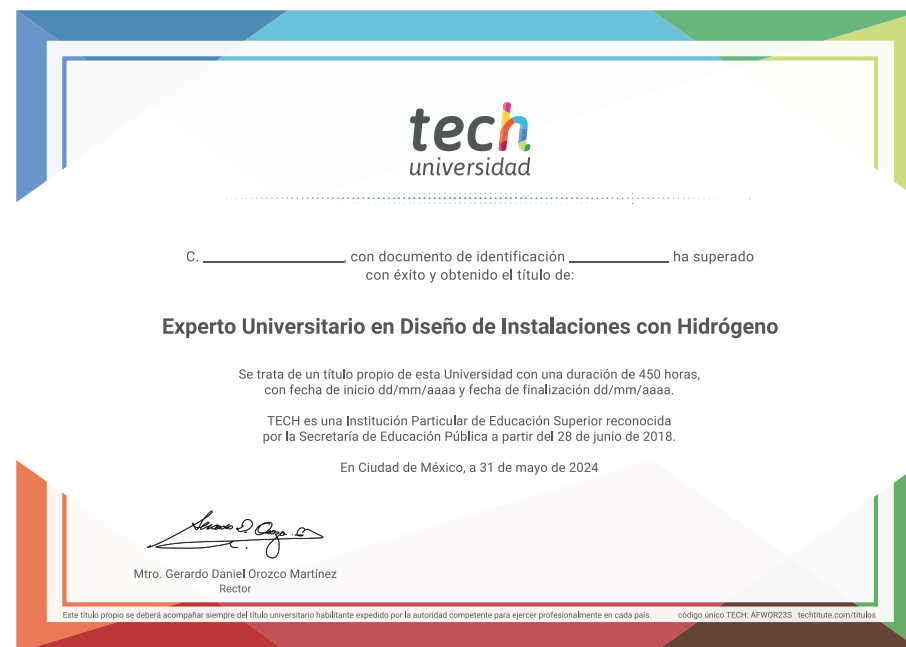 tech
universidad
C. ____________, con documento de identificación ____________ ha superado
con éxito y obtenido el título de:
Experto Universitario en Diseño de Instalaciones con Hidrógeno
Se trata de un título propio de esta Universidad con una duración de 450 horas,
con fecha de inicio dd/mm/aaaa y fecha de finalización dd/mm/aaaa.
TECH es una Institución Particular de Educación Superior reconocida
por la Secretaría de Educación Pública a partir del 28 de junio de 2018.
En Ciudad de México, a 31 de mayo de 2024
Mtro. Gerardo Daniel Orozco Martínez
Rector
Este título propio se deberá acompañar siempre del título universitario habilitante expedido por la autoridad competente para ejercer profesionalmente en cada país. código único TECH: AFWOR23S techtitute.com/titulos